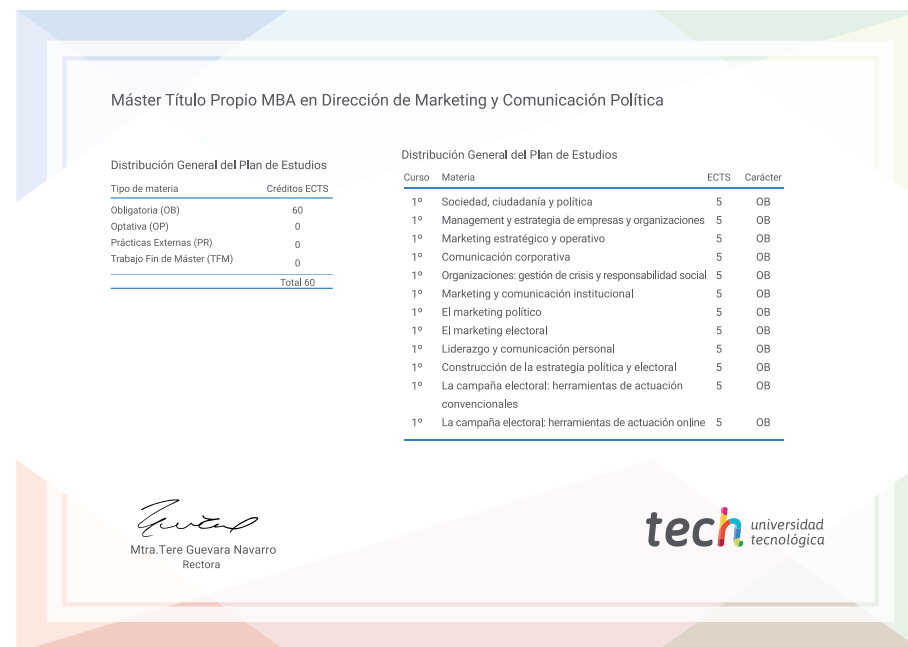 Máster Título Propio MBA en Dirección de Marketing y Comunicación Política
Distribución General del Plan de Estudios
Tipo de materia Créditos ECTS
Obligatoria (OB) 60
Optativa (OP) 0
Prácticas Externas (PR) 0
Trabajo Fin de Máster (TFM) 0
Total 60
Distribución General del Plan de Estudios
Curso Materia ECTS Carácter
1º Sociedad, ciudadanía y política 5 OB
1º Management y estrategia de empresas y organizaciones 5 OB
1º Marketing estratégico y operativo 5 OB
1º Comunicación corporativa 5 OB
1º Organizaciones: gestión de crisis y responsabilidad social 5 OB
1º Marketing y comunicación institucional 5 OB
1º El marketing político 5 OB
1º El marketing electoral 5 OB
1º Liderazgo y comunicación personal 5 OB
1º Construcción de la estrategia política y electoral 5 OB
1º La campaña electoral: herramientas de actuación 5 OB
convencionales
1º La campaña electoral: herramientas de actuación online 5 OB
Mtra.Tere Guevara Navarro
Rectora
tech universidad
tecnológica